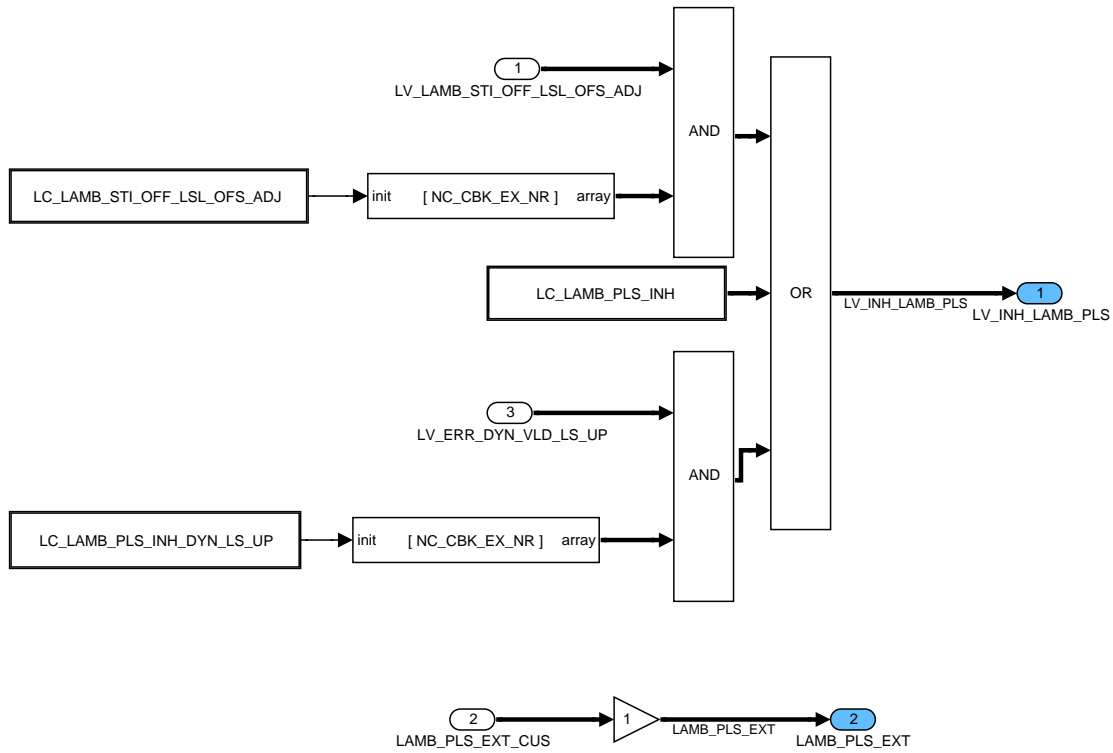 1
LV_LAMB_STI_OFF_LSL_OFS_ADJ
AND
LC_LAMB_STI_OFF_LSL_OFS_ADJ
init [ NC_CBK_EX_NR ] array
LC_LAMB_PLS_INH
OR
LV_INH_LAMB_PLS
1
LV_INH_LAMB_PLS
3
LV_ERR_DYN_VLD_LS_UP
AND
LC_LAMB_PLS_INH_DYN_LS_UP
init [ NC_CBK_EX_NR ] array
2
LAMB_PLS_EXT_CUS
1
LAMB_PLS_EXT
2
LAMB_PLS_EXT